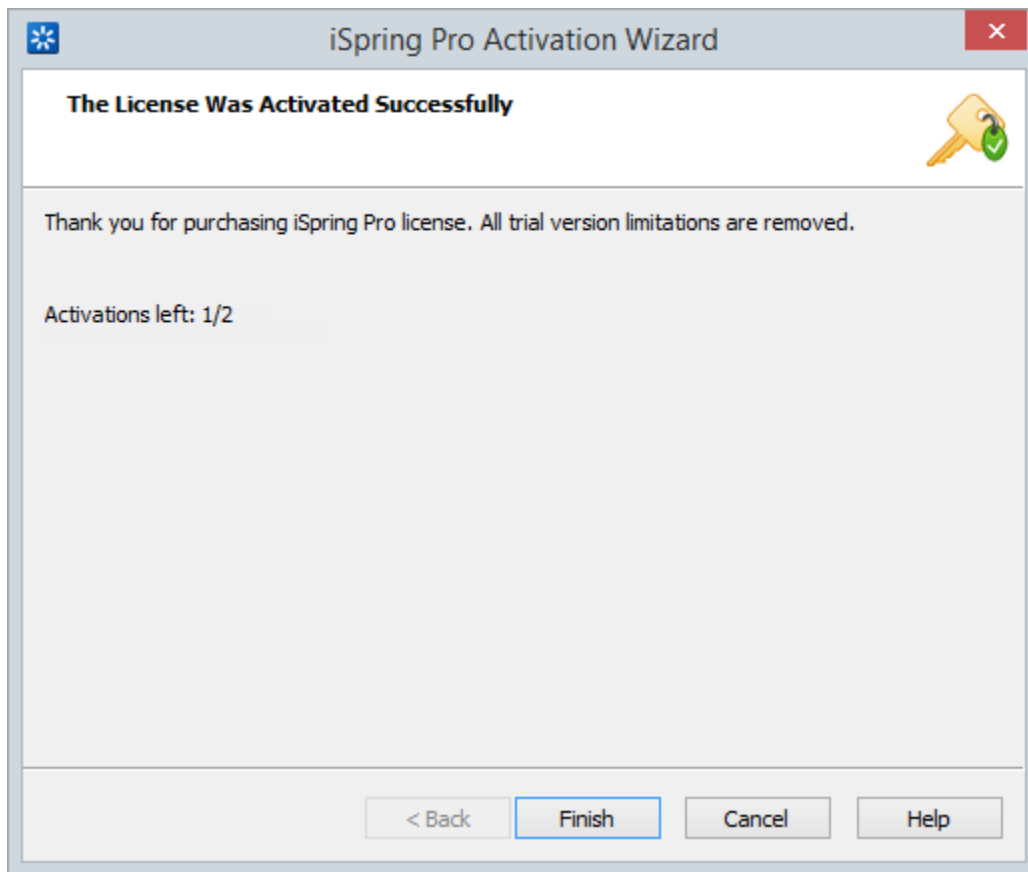 iSpring Pro Activation Wizard
The License Was Activated Successfully
Thank you for purchasing iSpring Pro license. All trial version limitations are removed.
Activations left: 1/2
< Back Finish Cancel Help